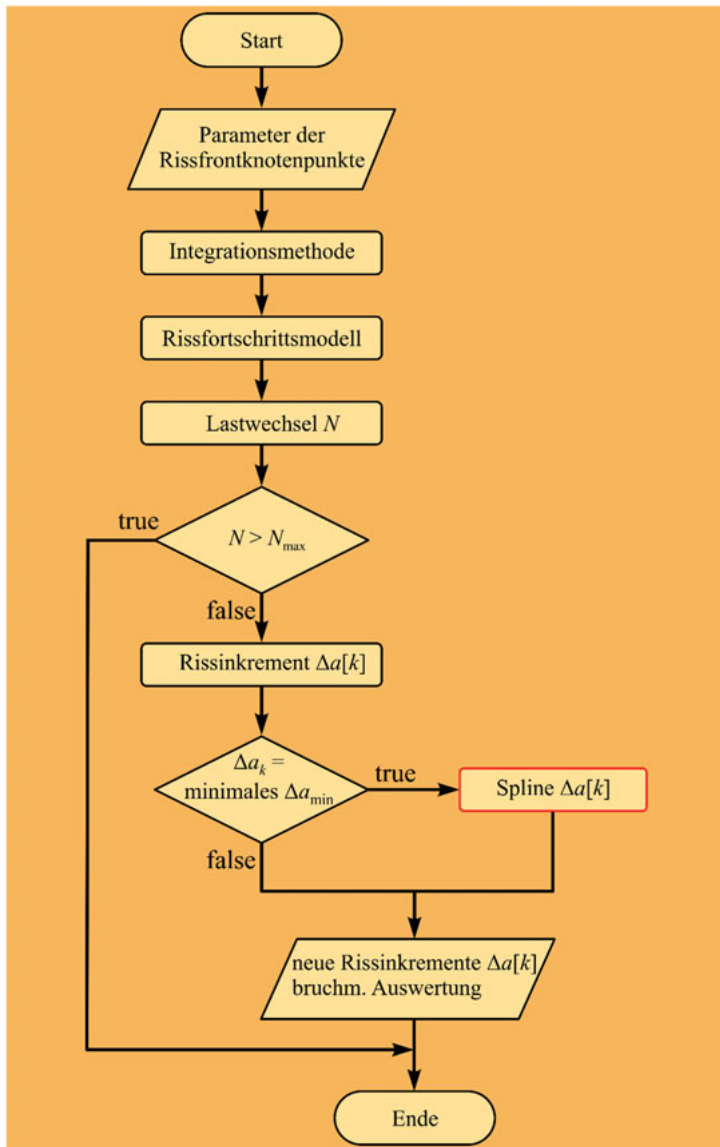 Start
Parameter der
Rissfrontknotenpunkte
Integrationsmethode
Rissfortschrittsmodell
Lastwechsel N
true
N > Nmax
false
Rissinkrement Δa[k]
Δak =
minimales Δamin
true
Spline Δa[k]
false
neue Rissinkremente Δa[k]
bruchm. Auswertung
Ende